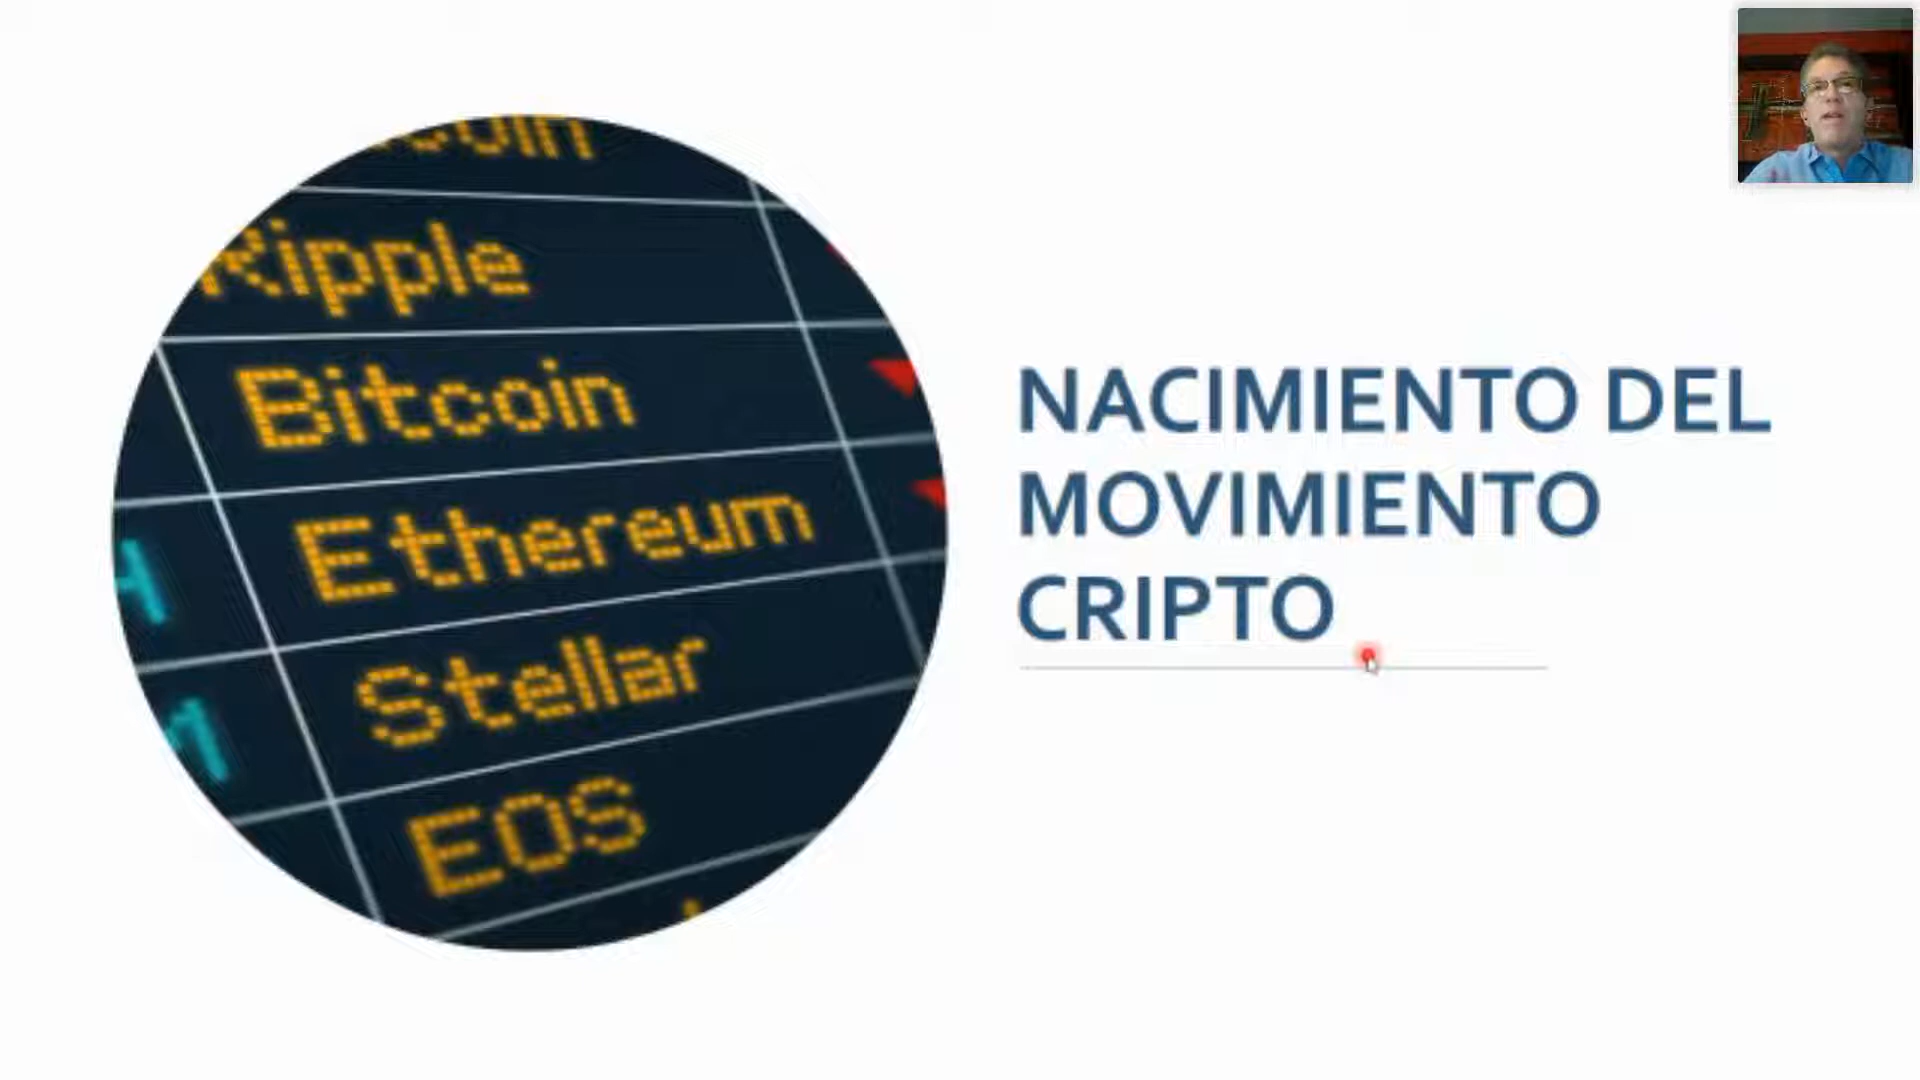 Ripple
Bitcoin
Ethereum
Stellar
EOS
NACIMIENTO DEL
MOVIMIENTO
CRIPTO